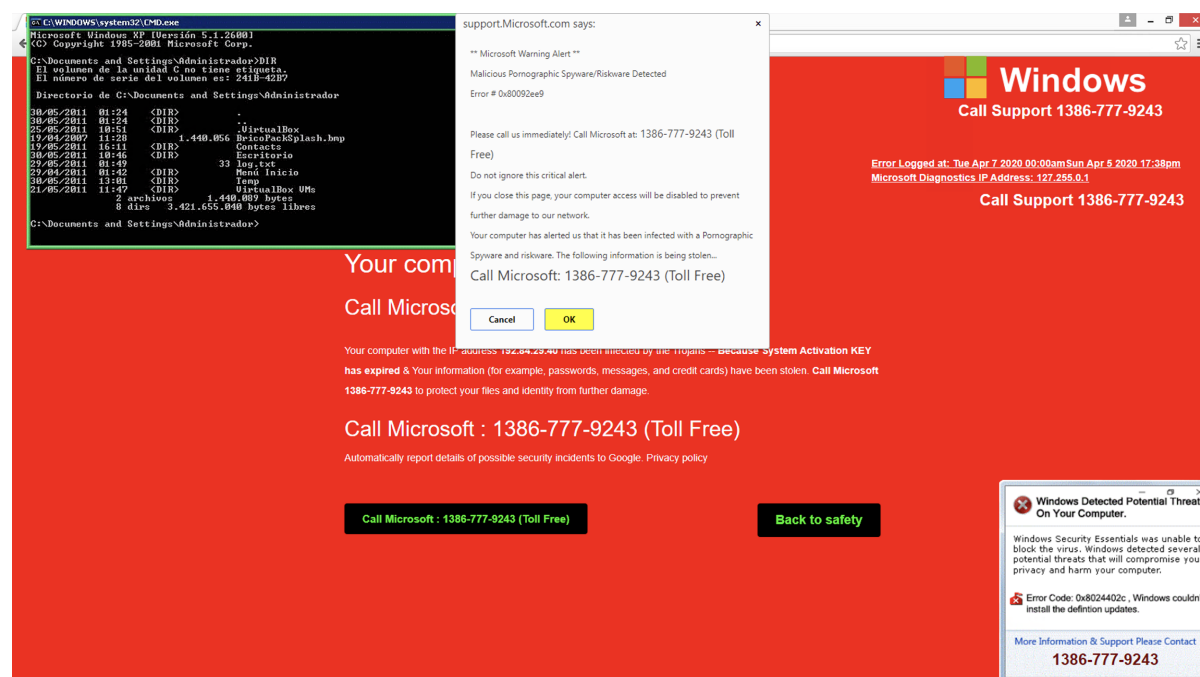 C:\WINDOWS\system32\CMD.exe
Microsoft Windows XP [Versión 5.1.2600]
(C) Copyright 1985-2001 Microsoft Corp.
C:\Documents and Settings\Administrador>DIR
El volumen de la unidad C no tiene etiqueta.
El número de serie del volumen es: 241B-42B7
Directorio de C:\Documents and Settings\Administrador
30/05/2011 01:24 <DIR> .
30/05/2011 01:24 <DIR> ..
25/05/2011 10:51 <DIR> .VirtualBox
19/04/2007 11:28 1.440.056 BricoPackSplash.bmp
19/05/2011 16:11 <DIR> Contacts
30/05/2011 10:46 <DIR> Escritorio
29/05/2011 01:49 33 log.txt
29/04/2011 01:42 <DIR> Menú Inicio
30/05/2011 13:01 <DIR> Temp
21/05/2011 11:47 <DIR> VirtualBox VMs
2 archivos 1.440.089 bytes
8 dirs 3.421.655.040 bytes libres
C:\Documents and Settings\Administrador>
support.Microsoft.com says:
** Microsoft Warning Alert **
Malicious Pornographic Spyware/Riskware Detected
Error # 0x80092ee9
Please call us immediately! Call Microsoft at: 1386-777-9243 (Toll
Free)
Do not ignore this critical alert.
If you close this page, your computer access will be disabled to prevent
further damage to our network.
Your computer has alerted us that it has been infected with a Pornographic
Spyware and riskware. The following information is being stolen...
Call Microsoft: 1386-777-9243 (Toll Free)
Cancel
OK
Windows
Call Support 1386-777-9243
Error Logged at: Tue Apr 7 2020 00:00amSun Apr 5 2020 17:38pm
Microsoft Diagnostics IP Address: 127.255.0.1
Call Support 1386-777-9243
Your com
Call Microso
Your computer with the IP address 192.84.29.40 has been infected by the Trojans -- Because System Activation KEY
has expired & Your information (for example, passwords, messages, and credit cards) have been stolen. Call Microsoft
1386-777-9243 to protect your files and identity from further damage.
Call Microsoft : 1386-777-9243 (Toll Free)
Automatically report details of possible security incidents to Google. Privacy policy
Call Microsoft : 1386-777-9243 (Toll Free)
Back to safety
Windows Detected Potential Threat
On Your Computer.
Windows Security Essentials was unable to
block the virus. Windows detected several
potential threats that will compromise you
privacy and harm your computer.
Error Code: 0x8024402c , Windows couldn
install the defintion updates.
More Information & Support Please Contact
1386-777-9243